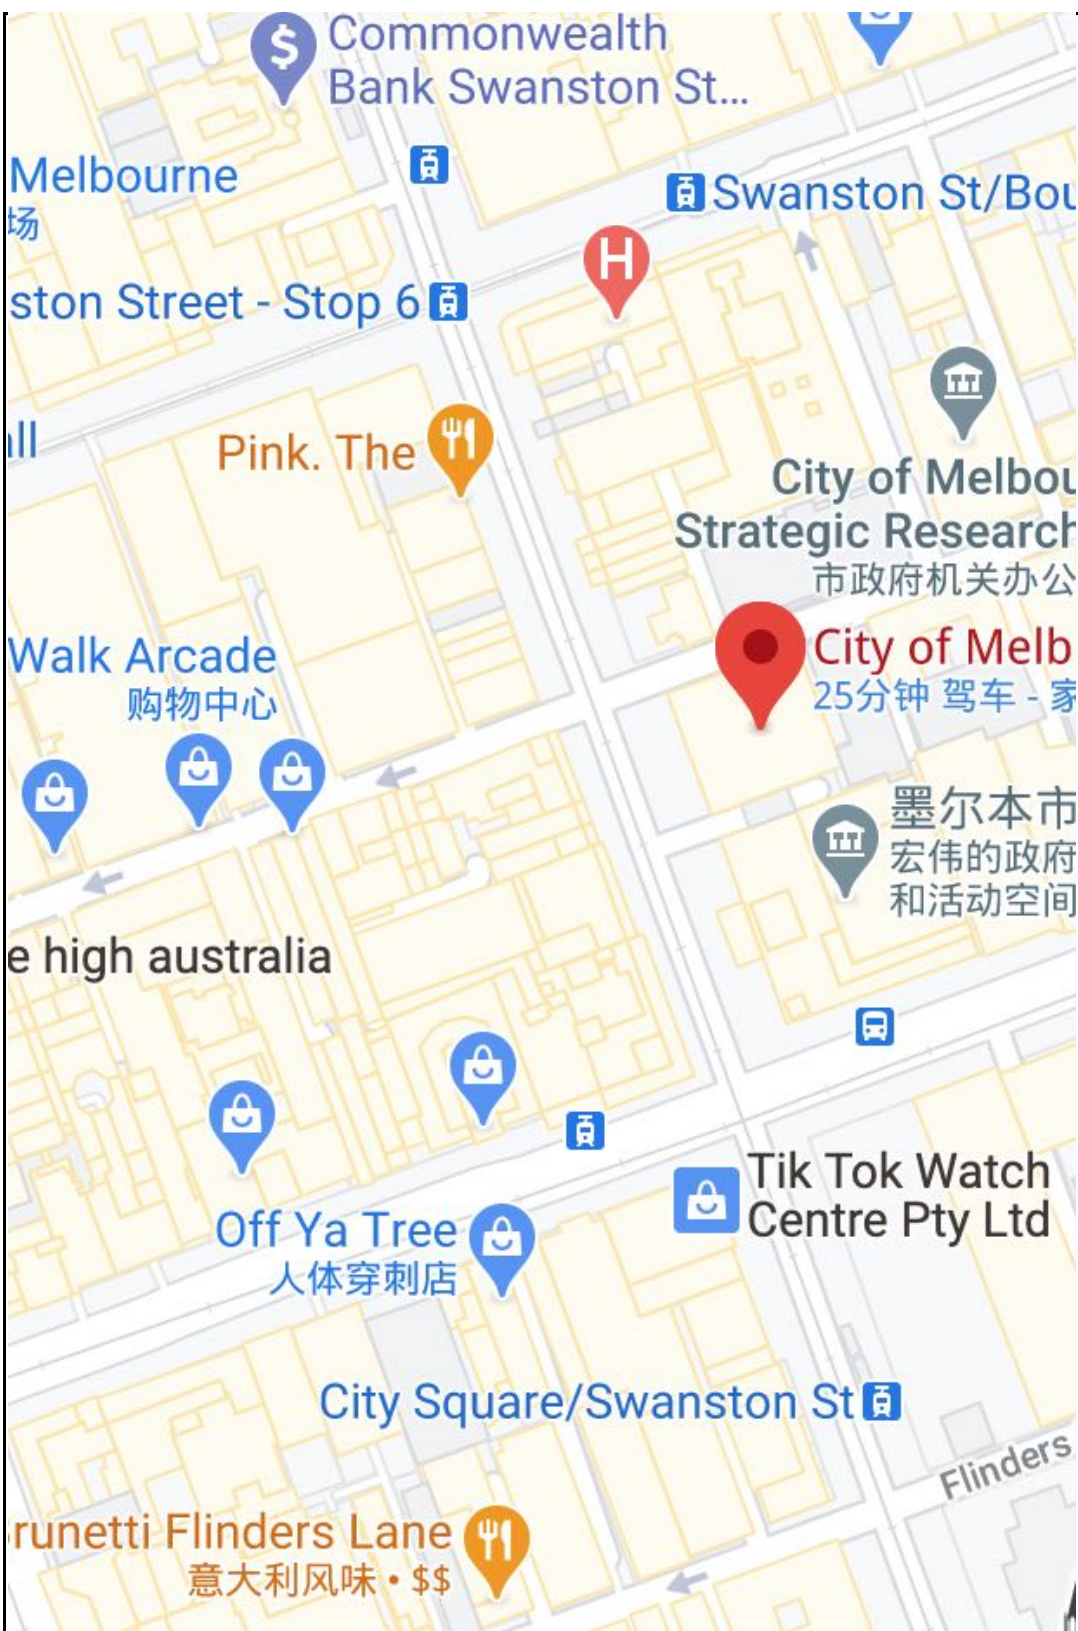 Commonwealth
Bank Swanston St...
Melbourne
场
Swanston St/Bou
H
ston Street - Stop 6
all
Pink. The
City of Melbou
Strategic Research
市政府机关办公
Walk Arcade
购物中心
City of Melb
25分钟 驾车 - 家
墨尔本市
宏伟的政府
和活动空间
e high australia
Tik Tok Watch
Centre Pty Ltd
Off Ya Tree
人体穿刺店
City Square/Swanston St
Flinders
runetti Flinders Lane
意大利风味 • $$